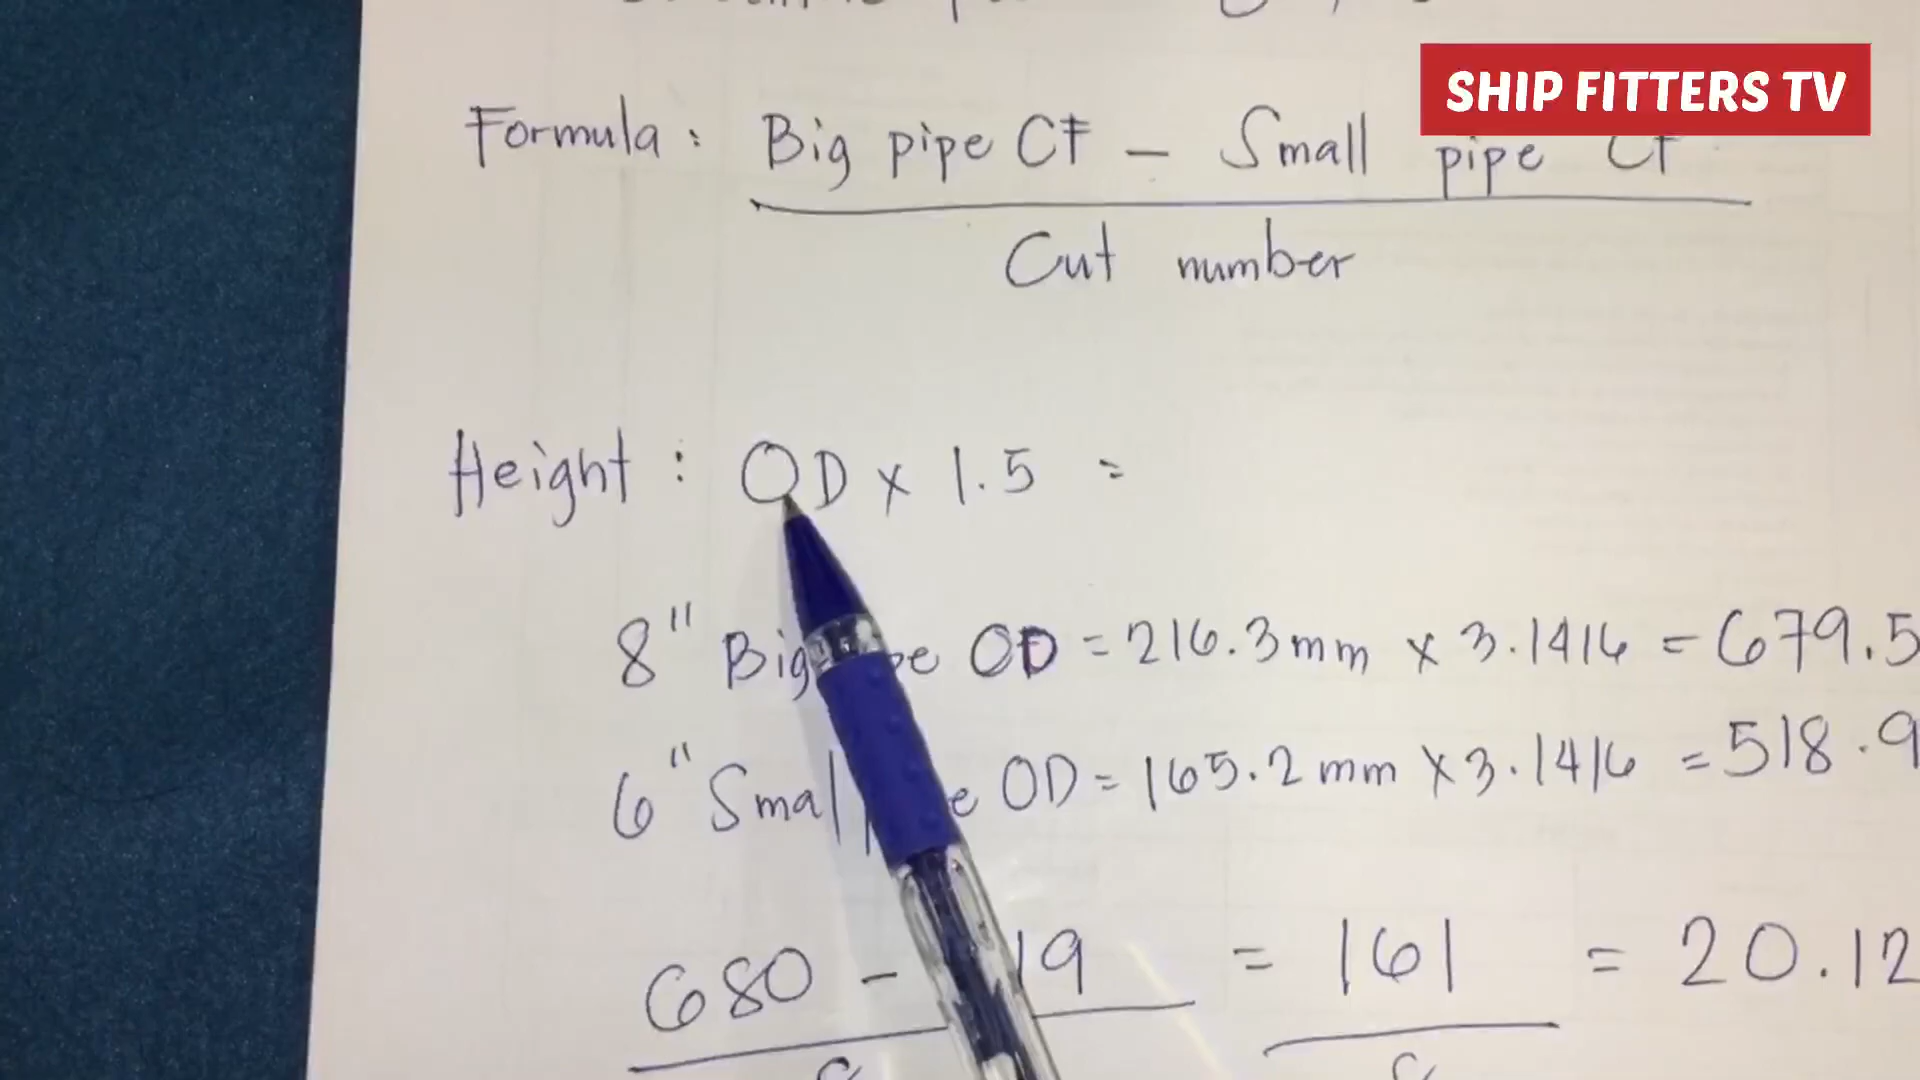 SHIP FITTERS TV
Formula: Big pipe CF - Small pipe CF
Cut number
Height: OD x 1.5 =
8" Big OD = 216.3mm x 3.1416 = 679.5
6" Small OD = 165.2mm x 3.1416 = 518.9
680 - 19 = 161 = 20.12